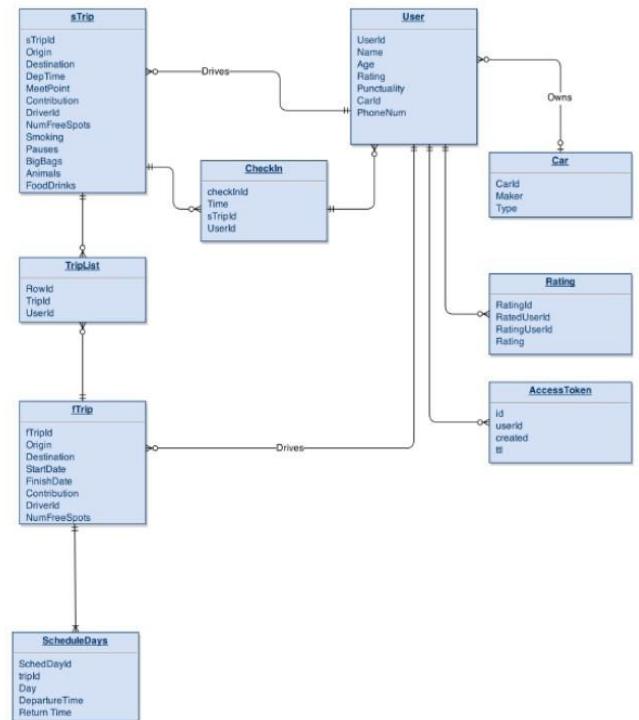 sTrip
sTripId
Origin
Destination
DepTime
MeetPoint
Contribution
DriverId
NumFreeSpots
Smoking
Pauses
BigBags
Animals
FoodDrinks
Drives
User
UserId
Name
Age
Rating
Punctuality
CarId
PhoneNum
Owns
Car
CarId
Maker
Type
CheckIn
checkInId
Time
sTripId
UserId
TripList
RowId
TripId
UserId
Rating
RatingId
RatedUserId
RatingUserId
Rating
AccessToken
id
userId
created
ttl
fTrip
fTripId
Origin
Destination
StartDate
FinishDate
Contribution
DriverId
NumFreeSpots
Drives
ScheduleDays
SchedDayId
tripId
Day
DepartureTime
Return Time